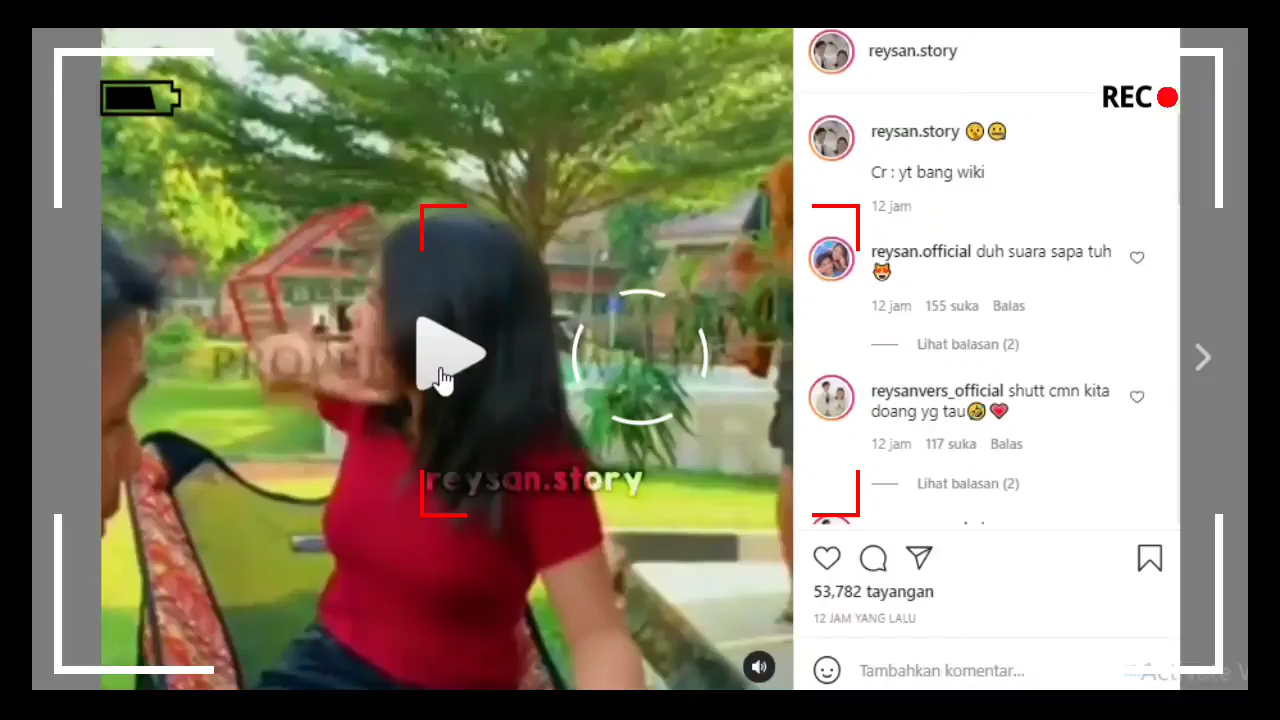 reysan.story
REC
reysan.story 😗🤐
Cr : yt bang wiki
12 jam
reysan.official duh suara sapa tuh
😻
12 jam 155 suka Balas
Lihat balasan (2)
reysanvers_official shutt cmn kita
doang yg tau🤣💗
12 jam 117 suka Balas
Lihat balasan (2)
reysan.story
53,782 tayangan
12 JAM YANG LALU
Tambahkan komentar...